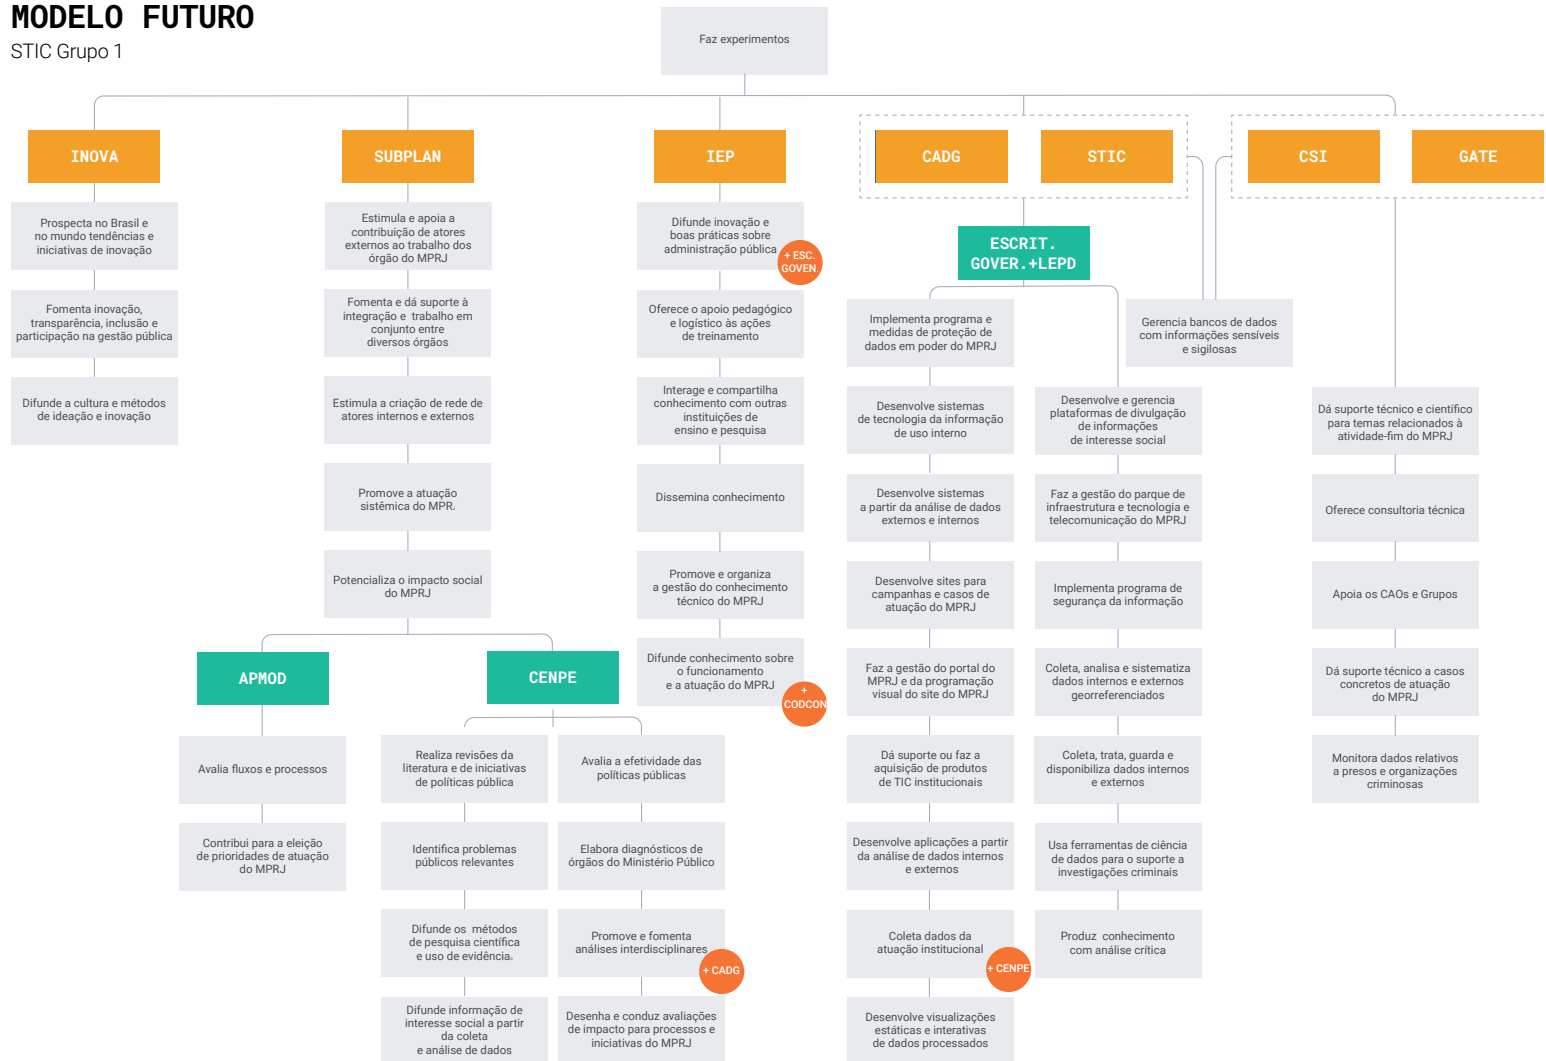 MODELO FUTURO
STIC Grupo 1
Faz experimentos
INOVA
Prospecta no Brasil e
no mundo tendências e
iniciativas de inovação
Fomenta inovação,
transparência, inclusão e
participação na gestão pública
Difunde a cultura e métodos
de ideação e inovação
SUBPLAN
Estimula e apoia a
contribuição de atores
externos ao trabalho dos
órgão do MPRJ
Fomenta e dá suporte à
integração e trabalho em
conjunto entre
diversos órgãos
Estimula a criação de rede de
atores internos e externos
Promove a atuação
sistêmica do MPR.
Potencializa o impacto social
do MPRJ
APMOD
Avalia fluxos e processos
Contribui para a eleição
de prioridades de atuação
do MPRJ
CENPE
Realiza revisões da
literatura e de iniciativas
de políticas pública
Identifica problemas
públicos relevantes
Difunde os métodos
de pesquisa científica
e uso de evidência.
Difunde informação de
interesse social a partir
da coleta
e análise de dados
Avalia a efetividade das
políticas públicas
Elabora diagnósticos de
órgãos do Ministério Público
Promove e fomenta
análises interdisciplinares
+ CADG
Desenha e conduz avaliações
de impacto para processos e
iniciativas do MPRJ
IEP
Difunde inovação e
boas práticas sobre
administração pública
+ ESC.
GOVEN.
Oferece o apoio pedagógico
e logístico às ações
de treinamento
Interage e compartilha
conhecimento com outras
instituições de
ensino e pesquisa
Dissemina conhecimento
Promove e organiza
a gestão do conhecimento
técnico do MPRJ
Difunde conhecimento sobre
o funcionamento
e a atuação do MPRJ
+
CODCON
CADG
STIC
ESCRIT.
GOVER.+LEPD
Implementa programa e
medidas de proteção de
dados em poder do MPRJ
Desenvolve sistemas
de tecnologia da informação
de uso interno
Desenvolve sistemas
a partir da análise de dados
externos e internos
Desenvolve sites para
campanhas e casos de
atuação do MPRJ
Faz a gestão do portal do
MPRJ e da programação
visual do site do MPRJ
Dá suporte ou faz a
aquisição de produtos
de TIC institucionais
Desenvolve aplicações a partir
da análise de dados internos
e externos
Coleta dados da
atuação institucional
+ CENPE
Desenvolve visualizações
estáticas e interativas
de dados processados
Desenvolve e gerencia
plataformas de divulgação
de informações
de interesse social
Faz a gestão do parque de
infraestrutura e tecnologia e
telecomunicação do MPRJ
Implementa programa de
segurança da informação
Coleta, analisa e sistematiza
dados internos e externos
georreferenciados
Coleta, trata, guarda e
disponibiliza dados internos
e externos
Usa ferramentas de ciência
de dados para o suporte a
investigações criminais
Produz conhecimento
com análise crítica
Gerencia bancos de dados
com informações sensíveis
e sigilosas
CSI
GATE
Dá suporte técnico e científico
para temas relacionados à
atividade-fim do MPRJ
Oferece consultoria técnica
Apoia os CAOs e Grupos
Dá suporte técnico a casos
concretos de atuação
do MPRJ
Monitora dados relativos
a presos e organizações
criminosas